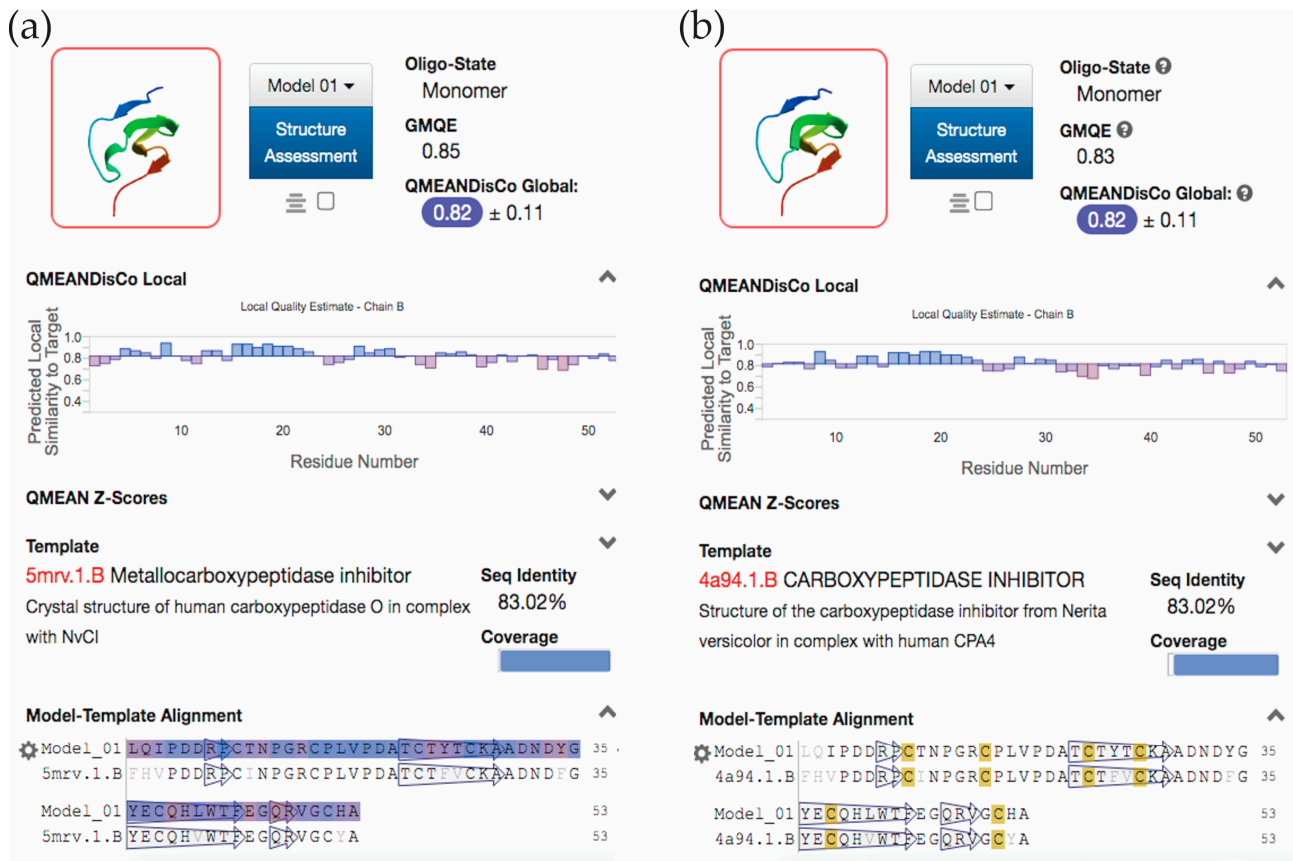 (a)
Model 01
Structure
Assessment
Oligo-State
Monomer
GMQE
0.85
QMEANDisCo Global:
0.82 ± 0.11
QMEANDisCo Local
Local Quality Estimate - Chain B
Predicted Local
Similarity to Target
1.0
0.8
0.6
0.4
10 20 30 40 50
Residue Number
QMEAN Z-Scores
Template
5mrv.1.B Metallocarboxypeptidase inhibitor
Crystal structure of human carboxypeptidase O in complex
with NvCI
Seq Identity
83.02%
Coverage
Model-Template Alignment
Model_01 LQIPDDRPCTNPGRCPLVPDATCTYTCKAADNDYG 35
5mrv.1.B FHVPDDRPCINPGRCPLVPDATCTFVCKAADNDFG 35
Model_01 YECQHLWTFEGQRVGCHA 53
5mrv.1.B YECQHVWTFEGQRVGCYA 53
(b)
Model 01
Structure
Assessment
Oligo-State ?
Monomer
GMQE ?
0.83
QMEANDisCo Global: ?
0.82 ± 0.11
QMEANDisCo Local
Local Quality Estimate - Chain B
Predicted Local
Similarity to Target
1.0
0.8
0.6
0.4
10 20 30 40 50
Residue Number
QMEAN Z-Scores
Template
4a94.1.B CARBOXYPEPTIDASE INHIBITOR
Structure of the carboxypeptidase inhibitor from Nerita
versicolor in complex with human CPA4
Seq Identity
83.02%
Coverage
Model-Template Alignment
Model_01 LQIPDDRPCTNPGRCPLVPDATCTYTCKAADNDYG 35
4a94.1.B FHVPDDRPCINPGRCPLVPDATCTFVCKAADNDFG 35
Model_01 YECQHLWTFEGQRVGCHA 53
4a94.1.B YECQHVWTFEGQRVGCYA 53